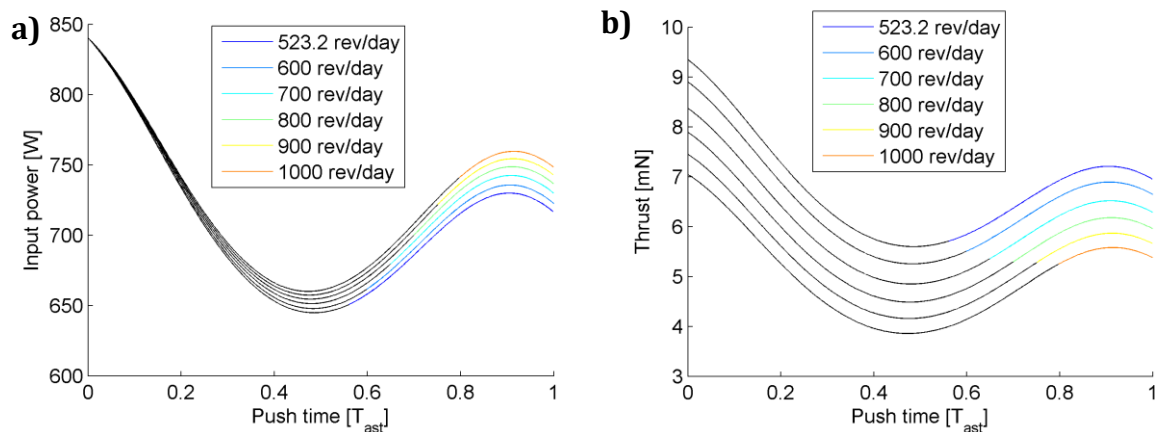 a)
850
800
750
700
650
600
Input power [W]
0
0.2
0.4
0.6
0.8
1
Push time [T_ast]
523.2 rev/day
600 rev/day
700 rev/day
800 rev/day
900 rev/day
1000 rev/day
b)
10
9
8
7
6
5
4
3
Thrust [mN]
0
0.2
0.4
0.6
0.8
1
Push time [T_ast]
523.2 rev/day
600 rev/day
700 rev/day
800 rev/day
900 rev/day
1000 rev/day